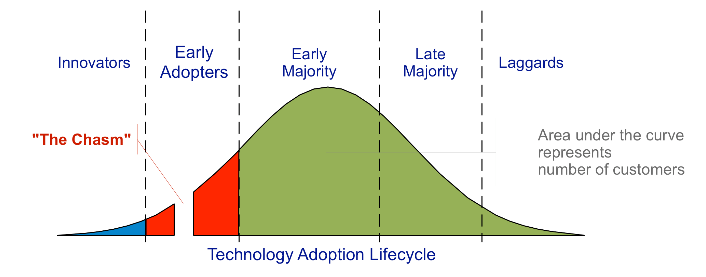 Innovators
Early
Adopters
Early
Majority
Late
Majority
Laggards
"The Chasm"
Area under the curve
represents
number of customers
Technology Adoption Lifecycle